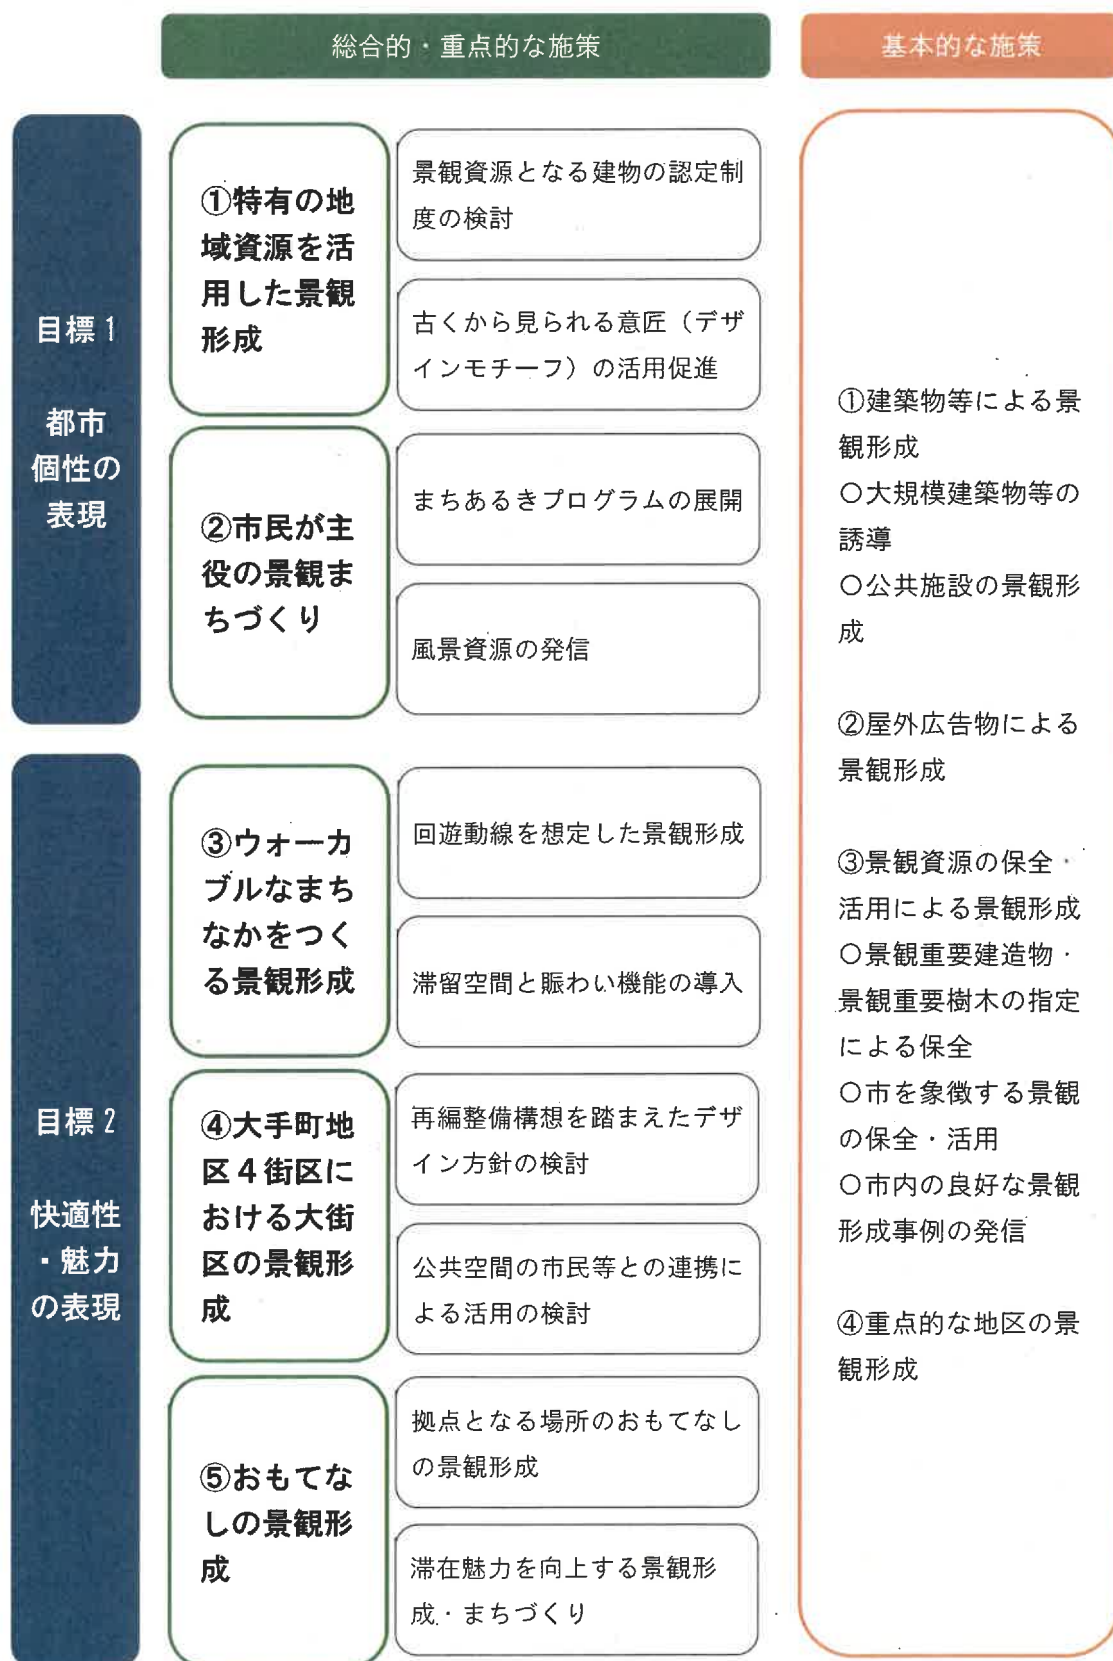 総合的・重点的な施策
基本的な施策
目標1
都市
個性の
表現
①特有の地
域資源を活
用した景観
形成
景観資源となる建物の認定制
度の検討
古くから見られる意匠（デザ
インモチーフ）の活用促進
②市民が主
役の景観ま
ちづくり
まちあるきプログラムの展開
風景資源の発信
目標2
快適性
・魅力
の表現
③ウォーカ
ブルなまち
なかをつく
る景観形成
回遊動線を想定した景観形成
滞留空間と賑わい機能の導入
④大手町地
区４街区に
おける大街
区の景観形
成
再編整備構想を踏まえたデザ
イン方針の検討
公共空間の市民等との連携に
よる活用の検討
⑤おもてな
しの景観形
成
拠点となる場所のおもてなし
の景観形成
滞在魅力を向上する景観形
成・まちづくり
①建築物等による景
観形成
○大規模建築物等の
誘導
○公共施設の景観形
成
②屋外広告物による
景観形成
③景観資源の保全・
活用による景観形成
○景観重要建造物・
景観重要樹木の指定
による保全
○市を象徴する景観
の保全・活用
○市内の良好な景観
形成事例の発信
④重点的な地区の景
観形成